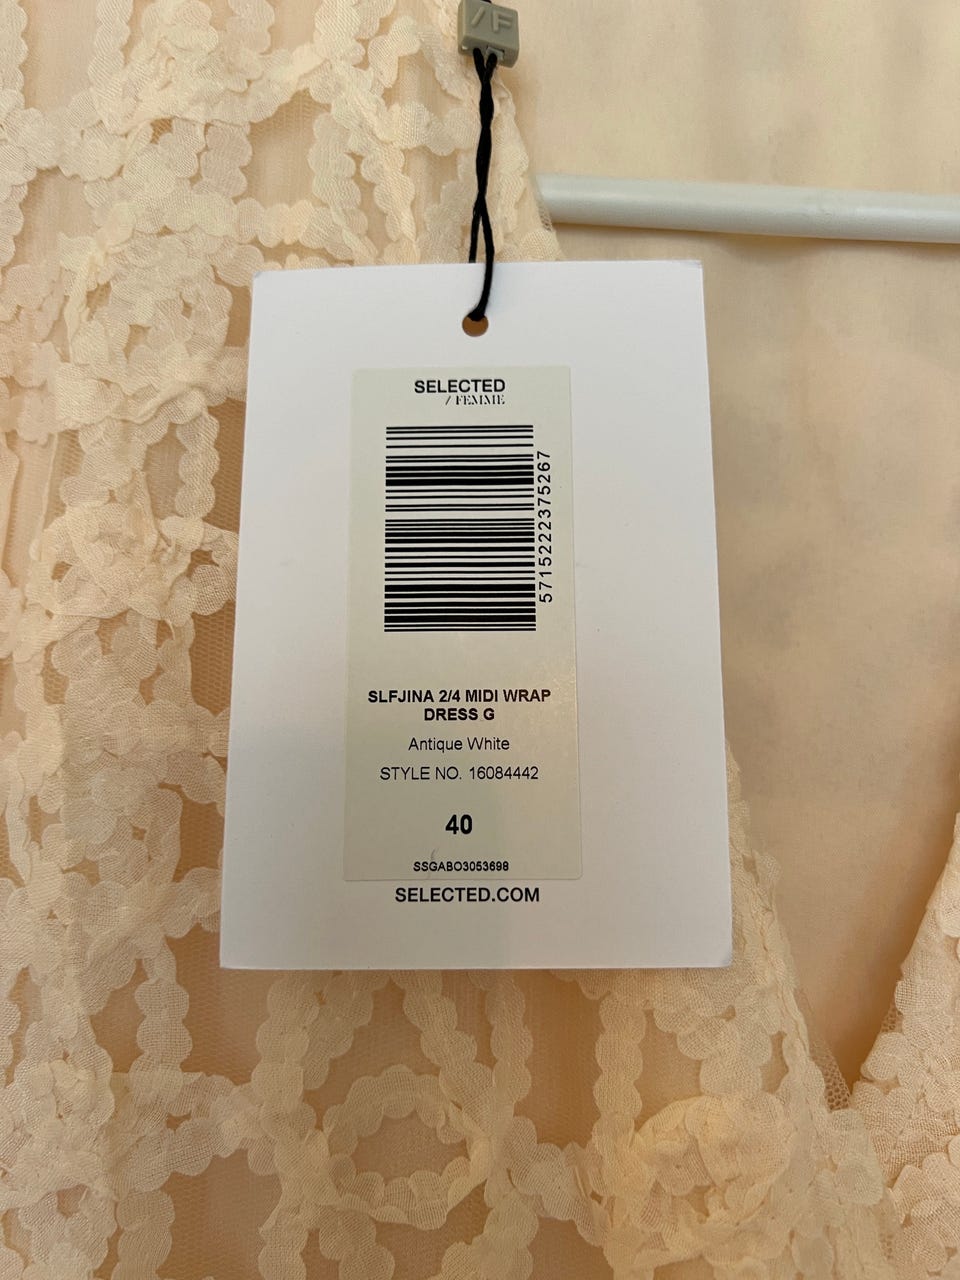 /F
SELECTED
/ FEMME
5715222375267
SLFJINA 2/4 MIDI WRAP
DRESS G
Antique White
STYLE NO. 16084442
40
SSGABO3053698
SELECTED.COM